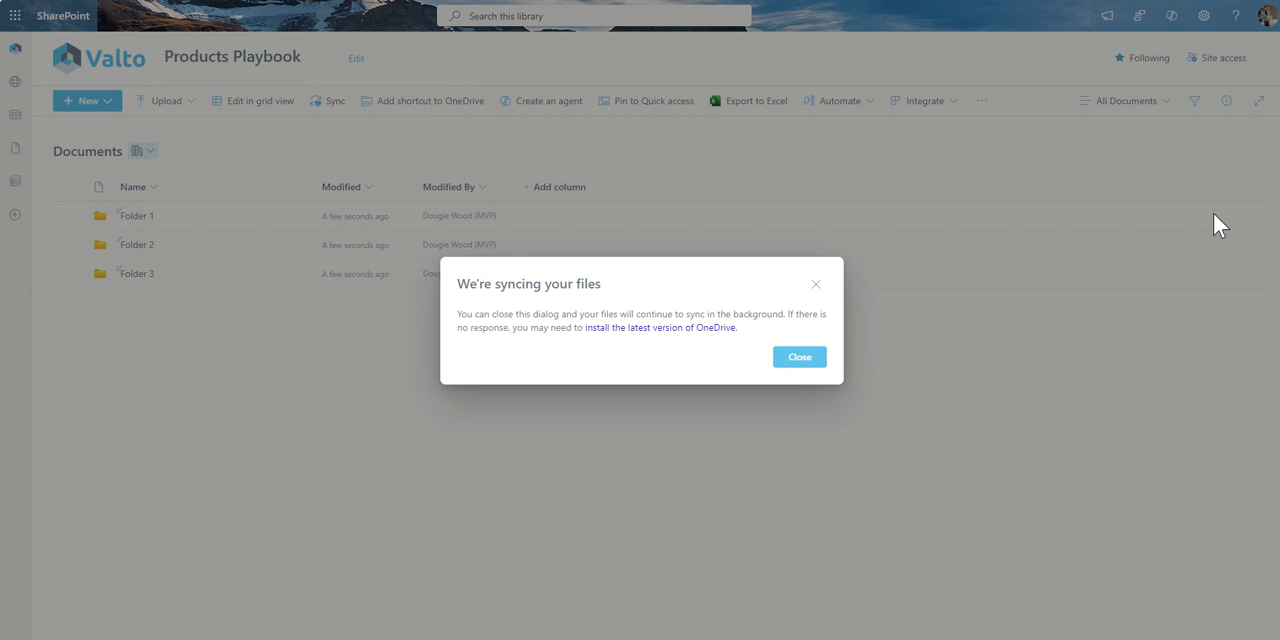 SharePoint
Search this library
Valto
Products Playbook
Edit
Following
Site access
New
Upload
Edit in grid view
Sync
Add shortcut to OneDrive
Create an agent
Pin to Quick access
Export to Excel
Automate
Integrate
All Documents
Documents
Name
Modified
Modified By
+ Add column
Folder 1
A few seconds ago
Dougie Wood (MVP)
Folder 2
A few seconds ago
Dougie Wood (MVP)
Folder 3
A few seconds ago
Dou
We're syncing your files
You can close this dialog and your files will continue to sync in the background. If there is
no response, you may need to install the latest version of OneDrive.
Close